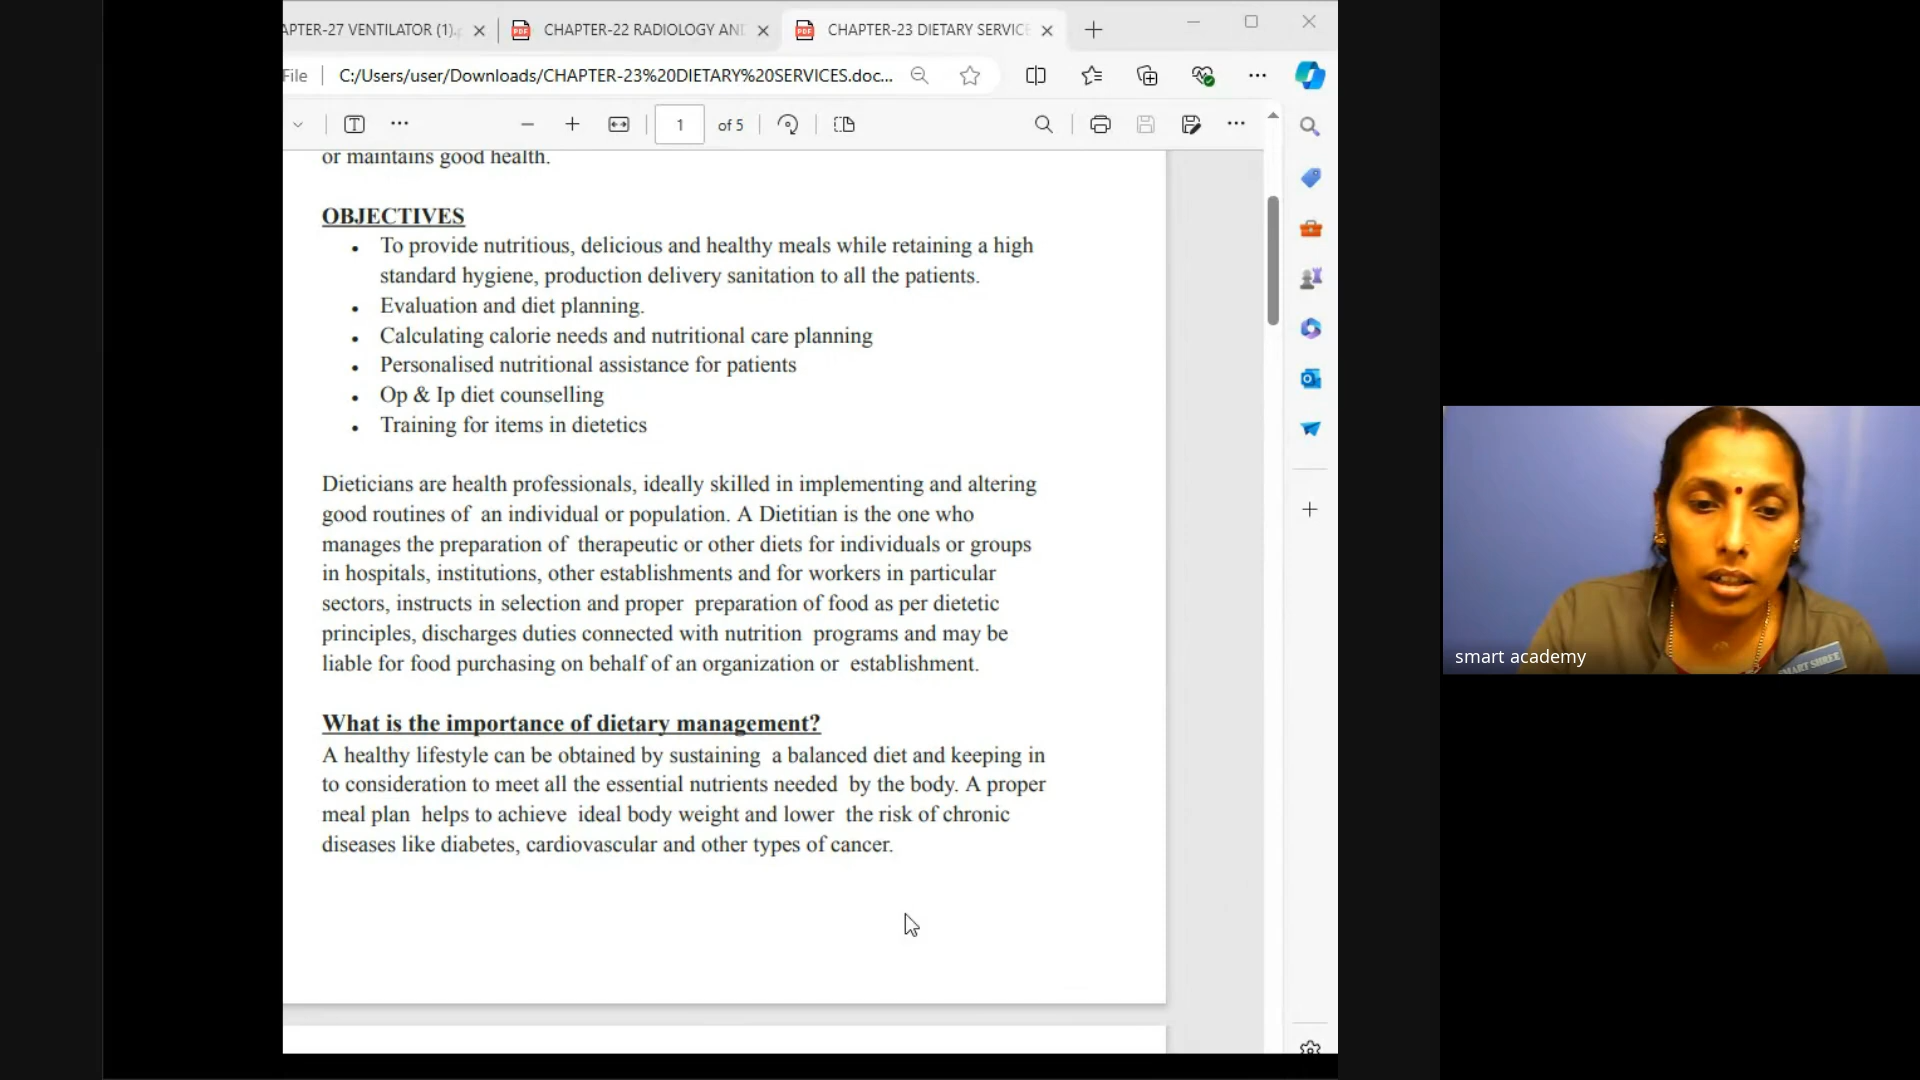 APTER-27 VENTILATOR (1).p
CHAPTER-22 RADIOLOGY AND
CHAPTER-23 DIETARY SERVICE
File
C:/Users/user/Downloads/CHAPTER-23%20DIETARY%20SERVICES.doc...
1 of 5
or maintains good health.
OBJECTIVES
• To provide nutritious, delicious and healthy meals while retaining a high
standard hygiene, production delivery sanitation to all the patients.
• Evaluation and diet planning.
• Calculating calorie needs and nutritional care planning
• Personalised nutritional assistance for patients
• Op & Ip diet counselling
• Training for items in dietetics
Dieticians are health professionals, ideally skilled in implementing and altering
good routines of an individual or population. A Dietitian is the one who
manages the preparation of therapeutic or other diets for individuals or groups
in hospitals, institutions, other establishments and for workers in particular
sectors, instructs in selection and proper preparation of food as per dietetic
principles, discharges duties connected with nutrition programs and may be
liable for food purchasing on behalf of an organization or establishment.
What is the importance of dietary management?
A healthy lifestyle can be obtained by sustaining a balanced diet and keeping in
to consideration to meet all the essential nutrients needed by the body. A proper
meal plan helps to achieve ideal body weight and lower the risk of chronic
diseases like diabetes, cardiovascular and other types of cancer.
smart academy
SMART SHREE